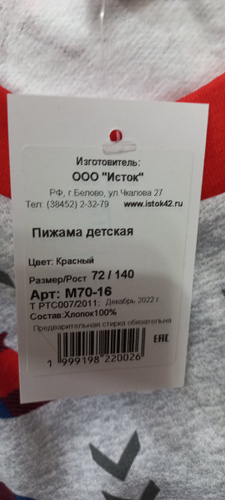 Изготовитель:
ООО "Исток"
РФ, г.Белово, ул.Чкалова 27
Тел: (38452) 2-32-79 www.istok42.ru
Пижама детская
Цвет: Красный
Размер/Рост 72 / 140
Арт: М70-16
Т РТС007/2011: Декабрь, 2022 г
Состав:Хлопок100%
Предварительная стирка обязательна
EAC
1 999198 220026